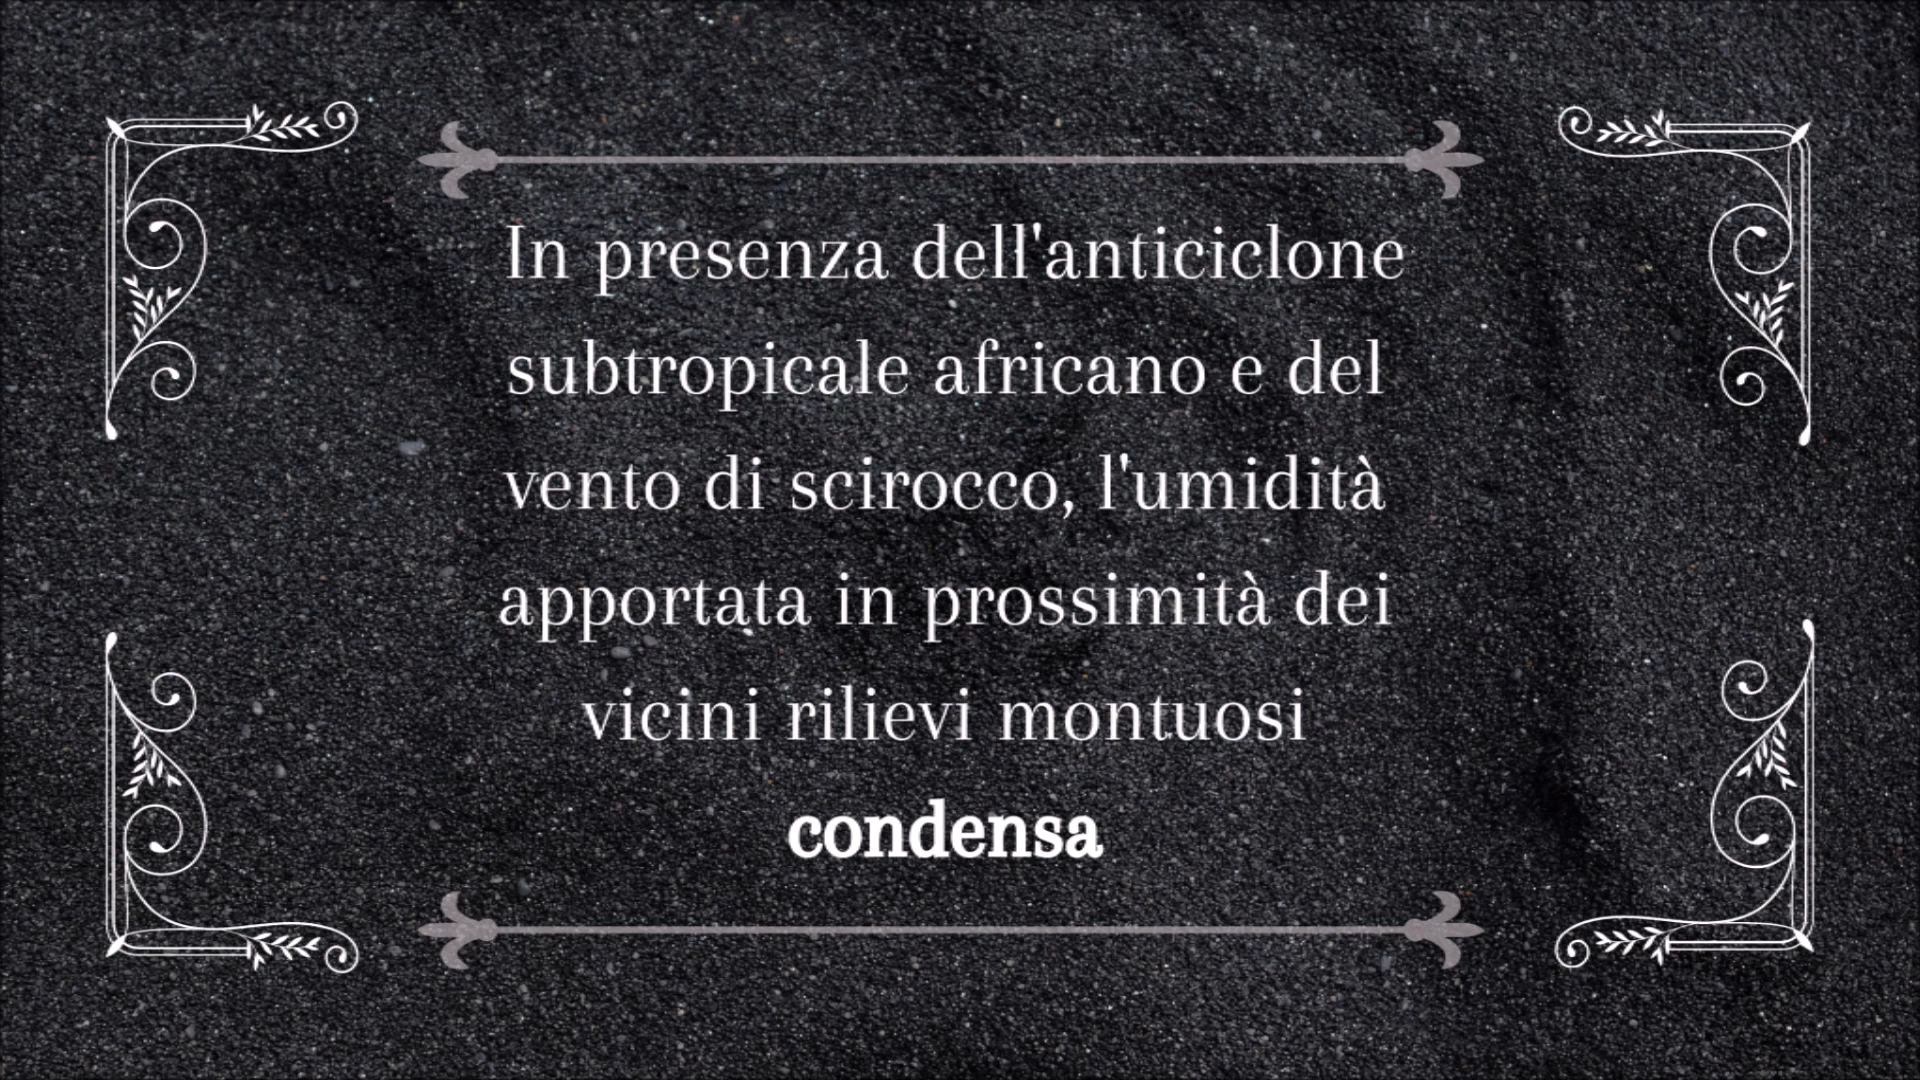 In presenza dell'anticiclone
subtropicale africano e del
vento di scirocco, l'umidità
apportata in prossimità dei
vicini rilievi montuosi
condensa